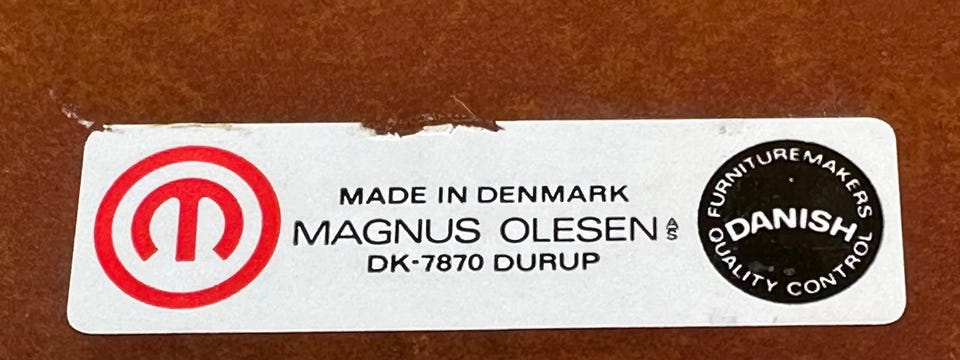 MADE IN DENMARK
MAGNUS OLESEN A/S
DK-7870 DURUP
FURNITUREMAKERS
DANISH
QUALITY CONTROL